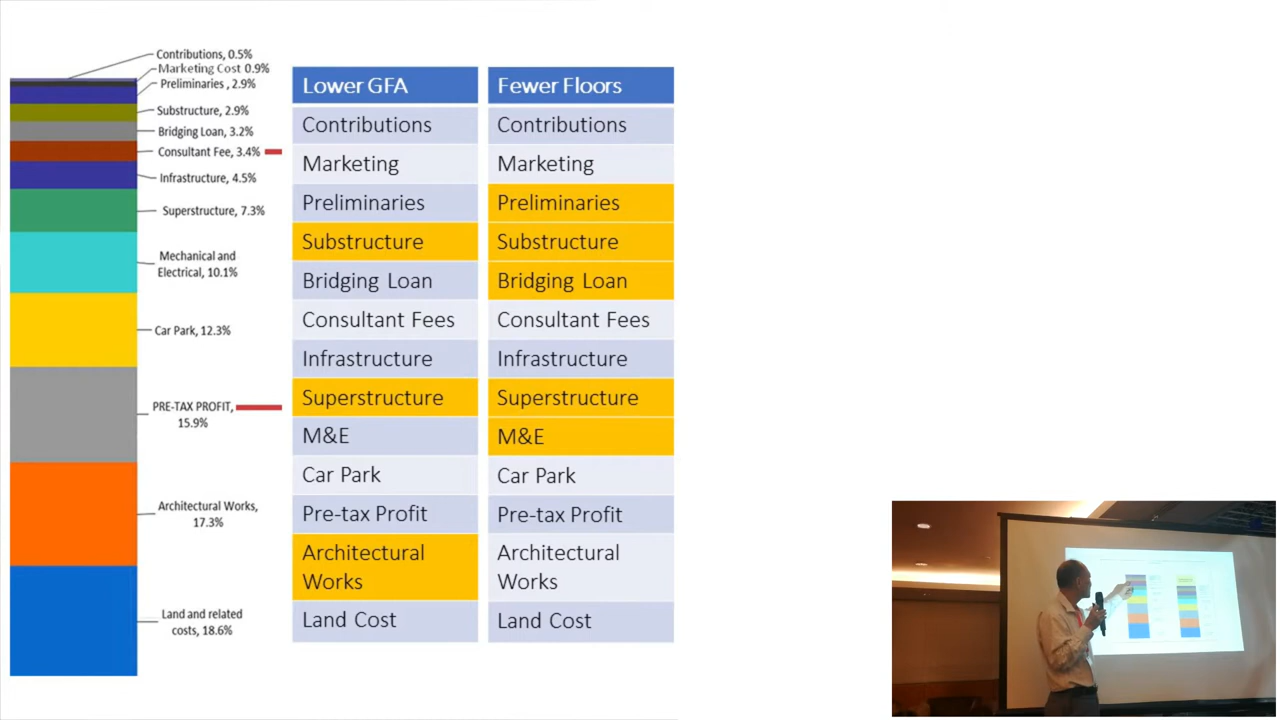 Contributions, 0.5%
Marketing Cost 0.9%
Preliminaries , 2.9%
Substructure, 2.9%
Bridging Loan, 3.2%
Consultant Fee, 3.4%
Infrastructure, 4.5%
Superstructure, 7.3%
Mechanical and
Electrical, 10.1%
Car Park, 12.3%
PRE-TAX PROFIT,
15.9%
Architectural Works,
17.3%
Land and related
costs, 18.6%
Lower GFA
Contributions
Marketing
Preliminaries
Substructure
Bridging Loan
Consultant Fees
Infrastructure
Superstructure
M&E
Car Park
Pre-tax Profit
Architectural
Works
Land Cost
Fewer Floors
Contributions
Marketing
Preliminaries
Substructure
Bridging Loan
Consultant Fees
Infrastructure
Superstructure
M&E
Car Park
Pre-tax Profit
Architectural
Works
Land Cost